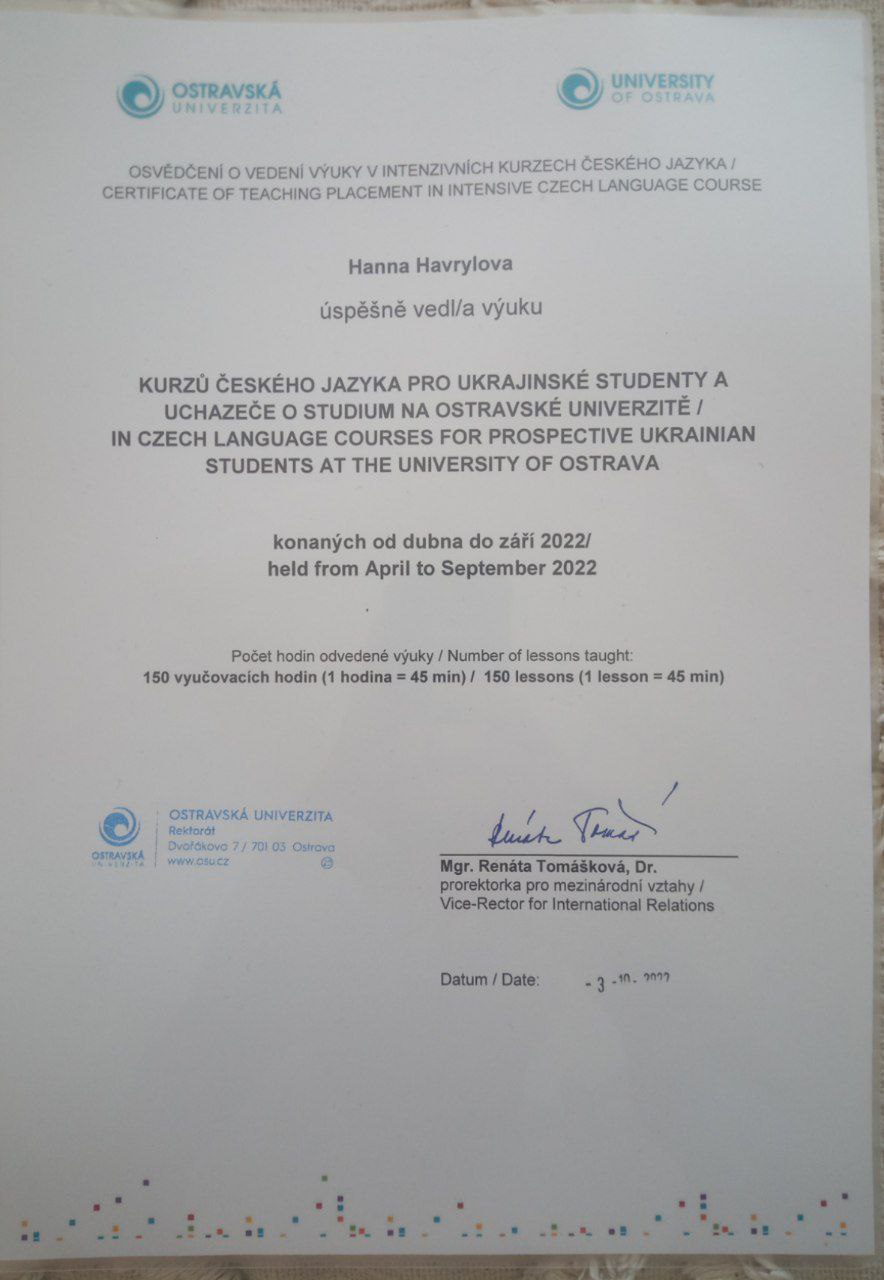 OSTRAVSKÁ
UNIVERZITA
UNIVERSITY
OF OSTRAVA
OSVĚDČENÍ O VEDENÍ VÝUKY V INTENZIVNÍCH KURZECH ČESKÉHO JAZYKA /
CERTIFICATE OF TEACHING PLACEMENT IN INTENSIVE CZECH LANGUAGE COURSE
Hanna Havrylova
úspěšně vedl/a výuku
KURZŮ ČESKÉHO JAZYKA PRO UKRAJINSKÉ STUDENTY A
UCHAZEČE O STUDIUM NA OSTRAVSKÉ UNIVERZITĚ /
IN CZECH LANGUAGE COURSES FOR PROSPECTIVE UKRAINIAN
STUDENTS AT THE UNIVERSITY OF OSTRAVA
konaných od dubna do září 2022/
held from April to September 2022
Počet hodin odvedené výuky / Number of lessons taught:
150 vyučovacích hodin (1 hodina = 45 min) / 150 lessons (1 lesson = 45 min)
OSTRAVSKÁ
UNIVERZITA
OSTRAVSKÁ UNIVERZITA
Rektorát
Dvořákova 7 / 701 03 Ostrava
www.osu.cz
Mgr. Renáta Tomášková, Dr.
prorektorka pro mezinárodní vztahy /
Vice-Rector for International Relations
Datum / Date: - 3 -10- 2022